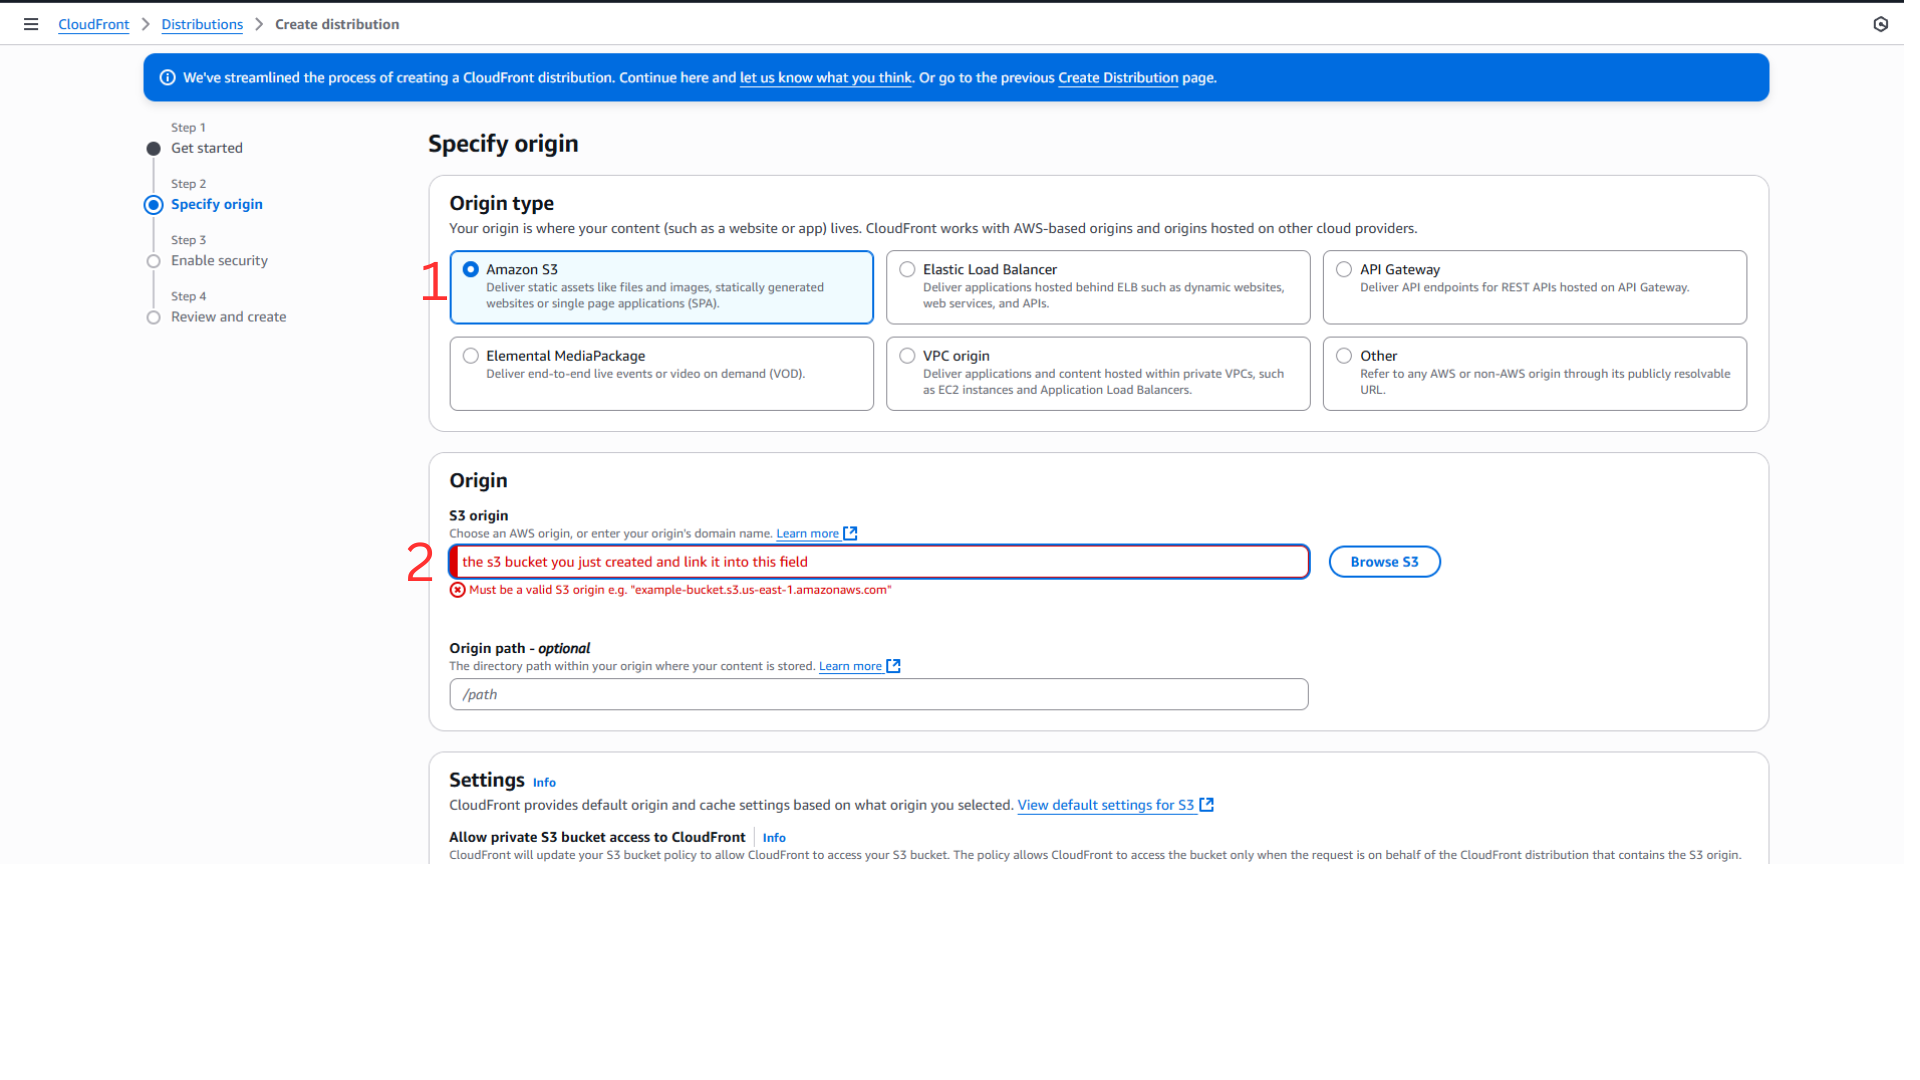 CloudFront > Distributions > Create distribution
We've streamlined the process of creating a CloudFront distribution. Continue here and let us know what you think. Or go to the previous Create Distribution page.
Step 1
Get started
Step 2
Specify origin
Step 3
Enable security
Step 4
Review and create
Specify origin
Origin type
Your origin is where your content (such as a website or app) lives. CloudFront works with AWS-based origins and origins hosted on other cloud providers.
1
Amazon S3
Deliver static assets like files and images, statically generated
websites or single page applications (SPA).
Elastic Load Balancer
Deliver applications hosted behind ELB such as dynamic websites,
web services, and APIs.
API Gateway
Deliver API endpoints for REST APIs hosted on API Gateway.
Elemental MediaPackage
Deliver end-to-end live events or video on demand (VOD).
VPC origin
Deliver applications and content hosted within private VPCs, such
as EC2 instances and Application Load Balancers.
Other
Refer to any AWS or non-AWS origin through its publicly resolvable
URL.
Origin
S3 origin
Choose an AWS origin, or enter your origin's domain name. Learn more
2
the s3 bucket you just created and link it into this field
Browse S3
Must be a valid S3 origin e.g. "example-bucket.s3.us-east-1.amazonaws.com"
Origin path - optional
The directory path within your origin where your content is stored. Learn more
/path
Settings Info
CloudFront provides default origin and cache settings based on what origin you selected. View default settings for S3
Allow private S3 bucket access to CloudFront | Info
CloudFront will update your S3 bucket policy to allow CloudFront to access your S3 bucket. The policy allows CloudFront to access the bucket only when the request is on behalf of the CloudFront distribution that contains the S3 origin.